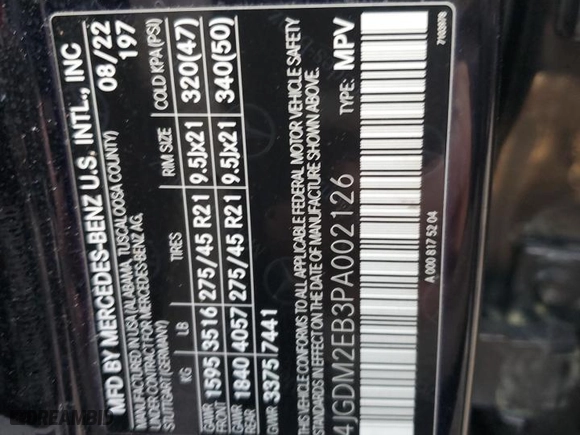 MFD BY MERCEDES-BENZ U.S. INTL., INC
MANUFACTURED IN USA (ALABAMA, TUSCALOOSA COUNTY)
UNDER CONTRACT FOR MERCEDES-BENZ AG,
STUTTGART (GERMANY)
08/22
197
KG LB TIRES RIM SIZE COLD KPA (PSI)
GAWR 1595 3516 275/45 R21 9.5Jx21 320(47)
GAWR REAR 1840 4057 275/45 R21 9.5Jx21 340(50)
GVWR 3375 7441
THIS VEHICLE CONFORMS TO ALL APPLICABLE FEDERAL MOTOR VEHICLE SAFETY
IN EFFECT ON THE DATE OF MANUFACTURE SHOWN ABOVE.
4JGDM2EB3PA002126 TYPE: MPV
A 000 817 52 04
DREAMBIS